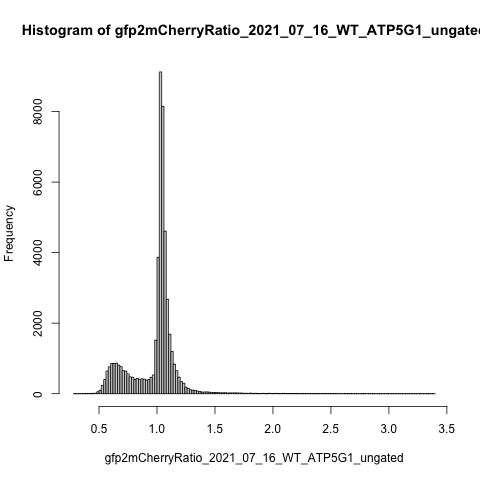 Histogram of gfp2mCherryRatio_2021_07_16_WT_ATP5G1_ungated
8000
6000
4000
2000
0
Frequency
0.5 1.0 1.5 2.0 2.5 3.0 3.5
gfp2mCherryRatio_2021_07_16_WT_ATP5G1_ungated